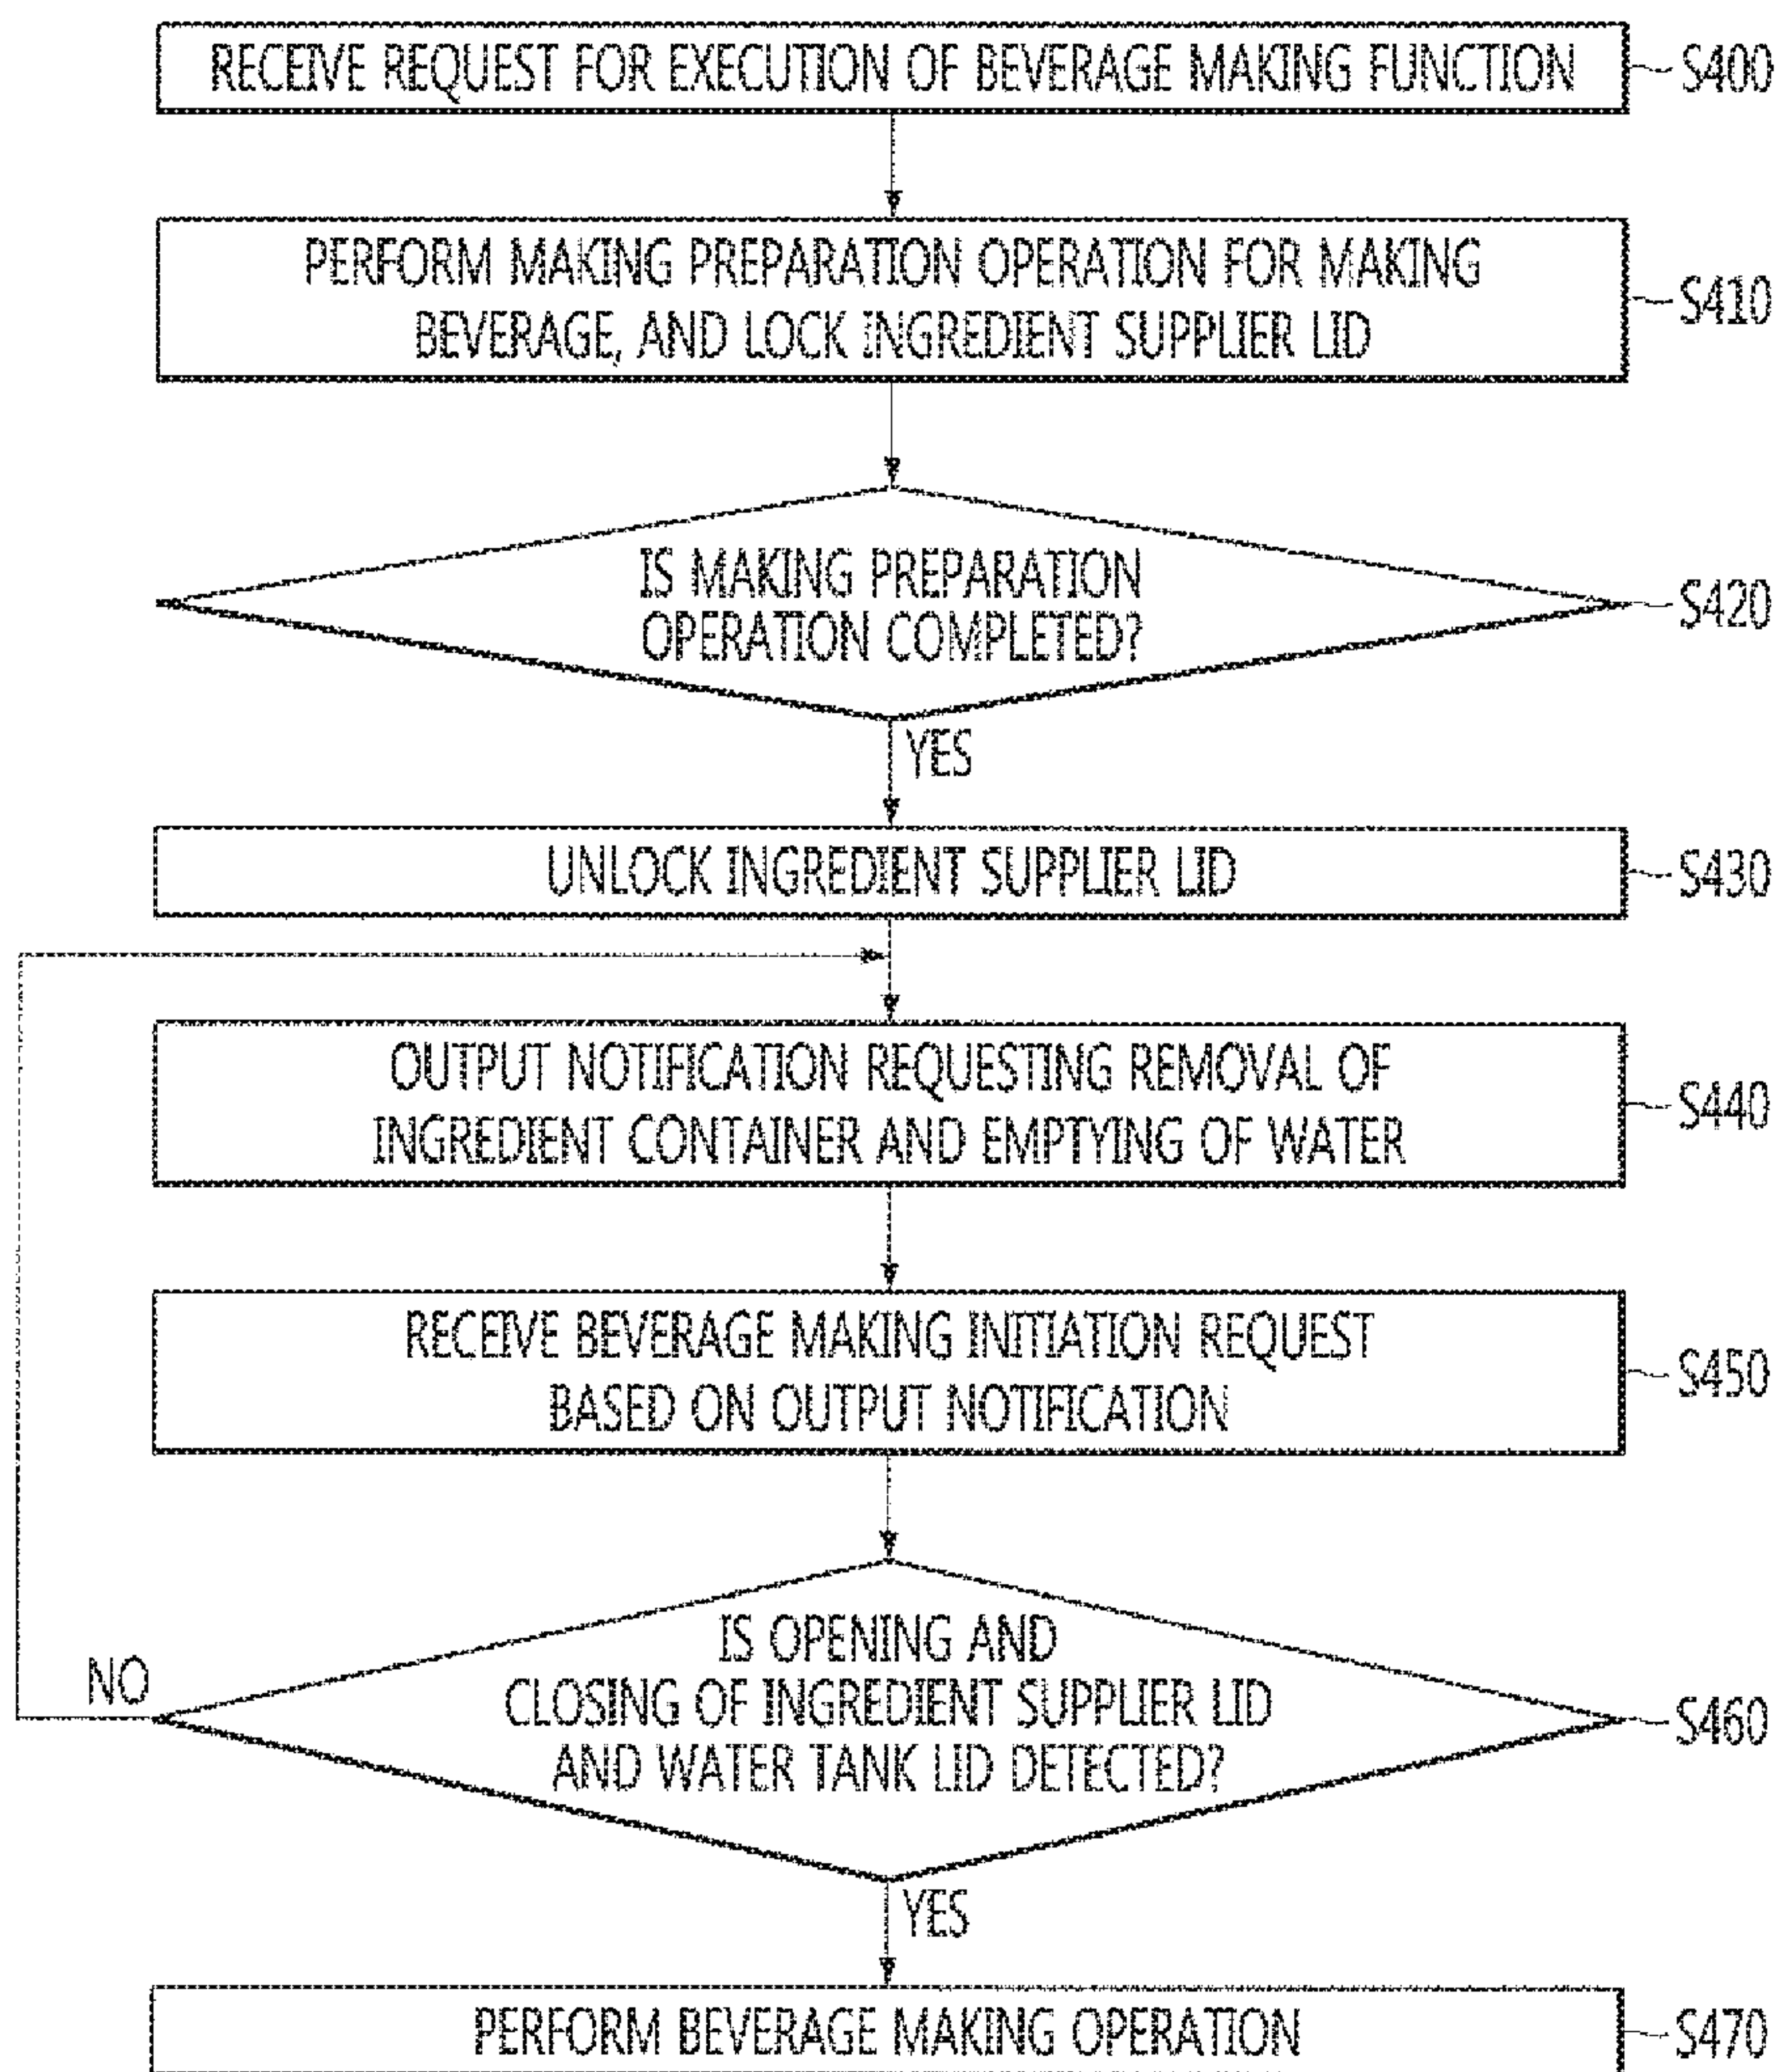 RECEIVE REQUEST FOR EXECUTION OF BEVERAGE MAKING FUNCTION
S400
PERFORM MAKING PREPARATION OPERATION FOR MAKING
BEVERAGE, AND LOCK INGREDIENT SUPPLIER LID
S410
IS MAKING PREPARATION
OPERATION COMPLETED?
S420
YES
UNLOCK INGREDIENT SUPPLIER LID
S430
OUTPUT NOTIFICATION REQUESTING REMOVAL OF
INGREDIENT CONTAINER AND EMPTYING OF WATER
S440
RECEIVE BEVERAGE MAKING INITIATION REQUEST
BASED ON OUTPUT NOTIFICATION
S450
IS OPENING AND
CLOSING OF INGREDIENT SUPPLIER LID
AND WATER TANK LID DETECTED?
S460
NO
YES
PERFORM BEVERAGE MAKING OPERATION
S470